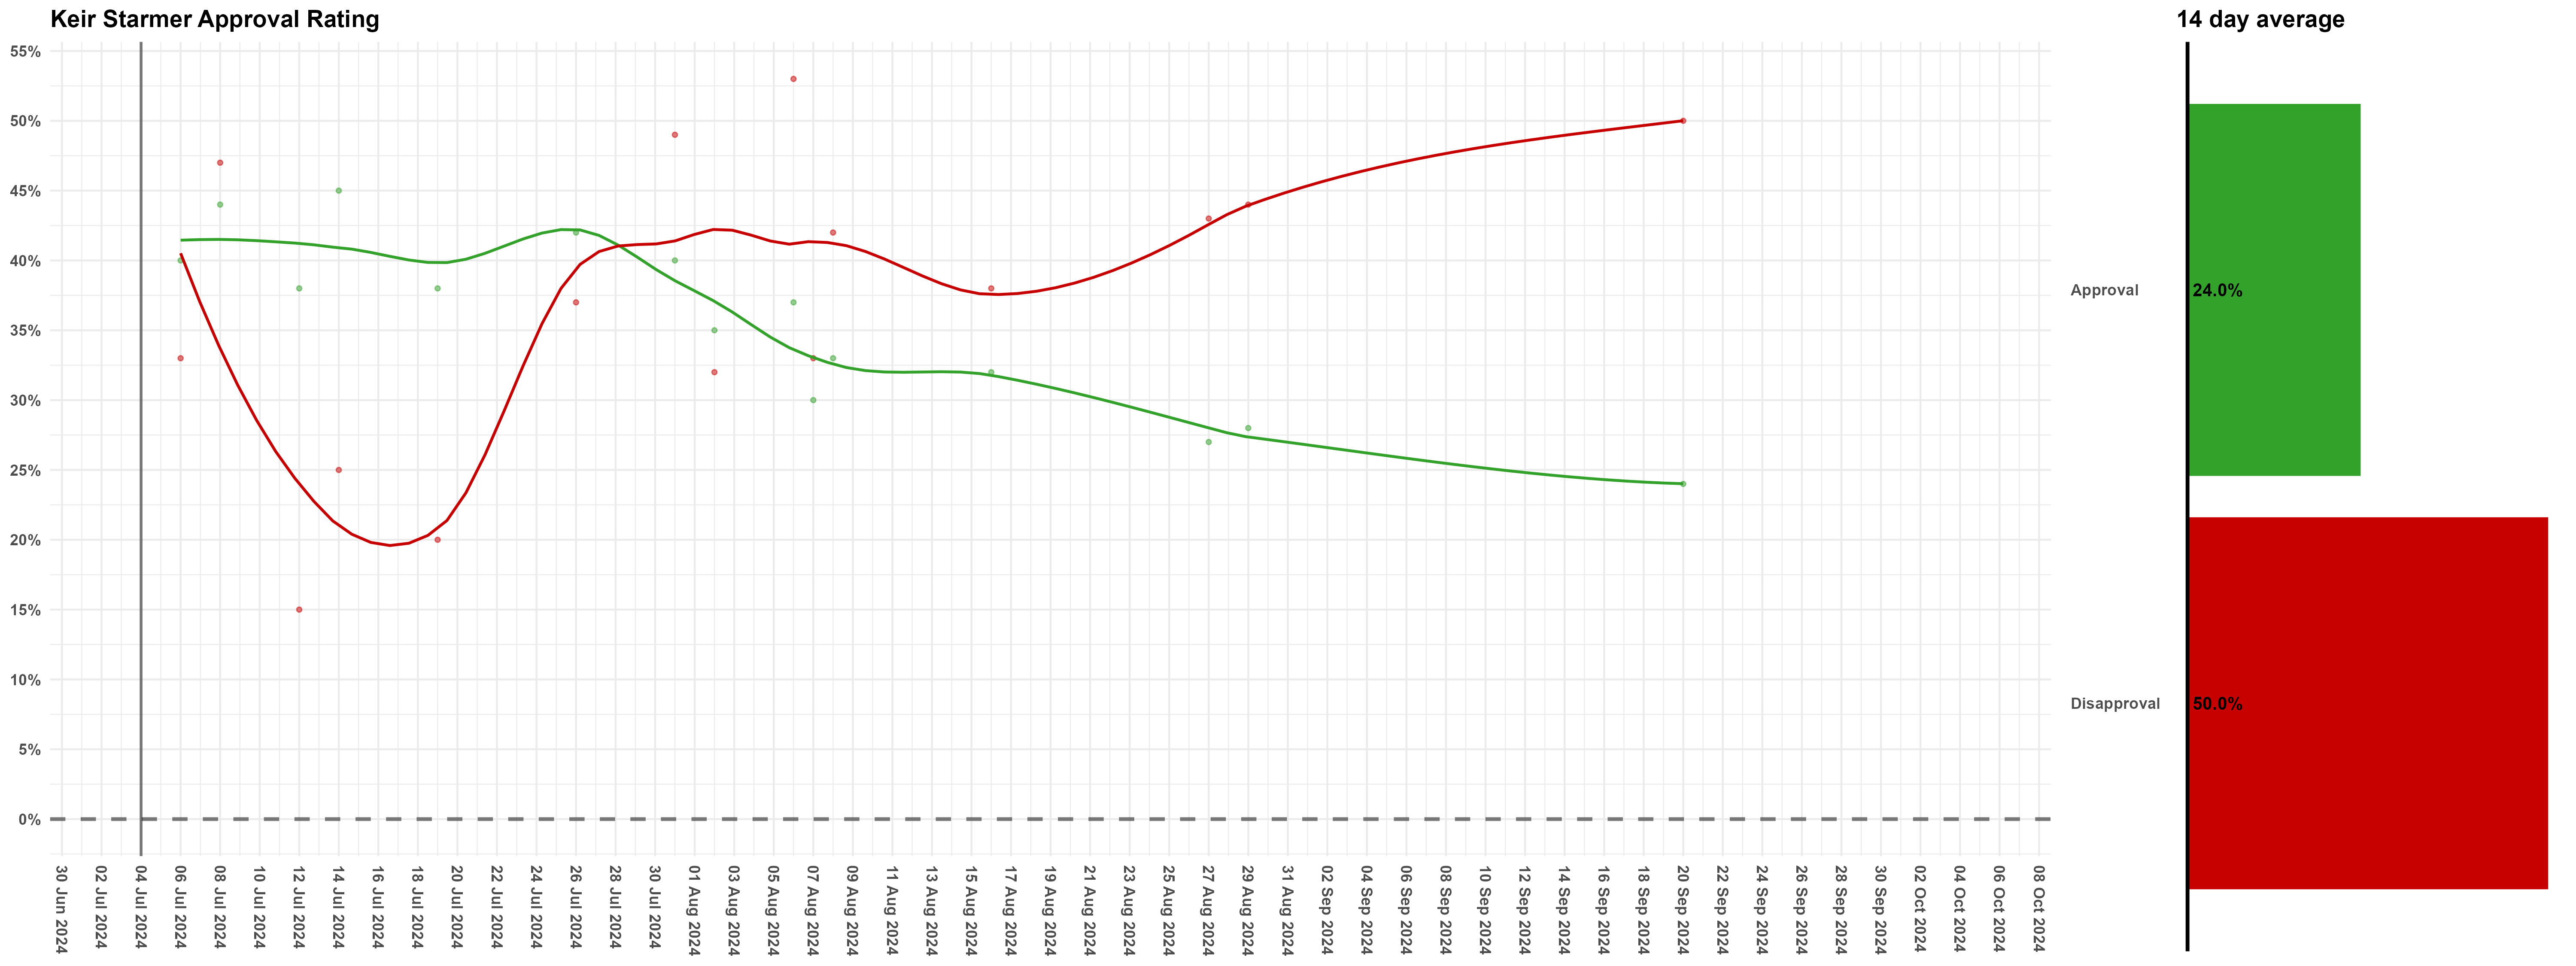 Keir Starmer Approval Rating
55%
50%
45%
40%
35%
30%
25%
20%
15%
10%
5%
0%
30 Jun 2024
02 Jul 2024
04 Jul 2024
06 Jul 2024
08 Jul 2024
10 Jul 2024
12 Jul 2024
14 Jul 2024
16 Jul 2024
18 Jul 2024
20 Jul 2024
22 Jul 2024
24 Jul 2024
26 Jul 2024
28 Jul 2024
30 Jul 2024
01 Aug 2024
03 Aug 2024
05 Aug 2024
07 Aug 2024
09 Aug 2024
11 Aug 2024
13 Aug 2024
15 Aug 2024
17 Aug 2024
19 Aug 2024
21 Aug 2024
23 Aug 2024
25 Aug 2024
27 Aug 2024
29 Aug 2024
31 Aug 2024
02 Sep 2024
04 Sep 2024
06 Sep 2024
08 Sep 2024
10 Sep 2024
12 Sep 2024
14 Sep 2024
16 Sep 2024
18 Sep 2024
20 Sep 2024
22 Sep 2024
24 Sep 2024
26 Sep 2024
28 Sep 2024
30 Sep 2024
02 Oct 2024
04 Oct 2024
06 Oct 2024
08 Oct 2024
14 day average
Approval
24.0%
Disapproval
50.0%